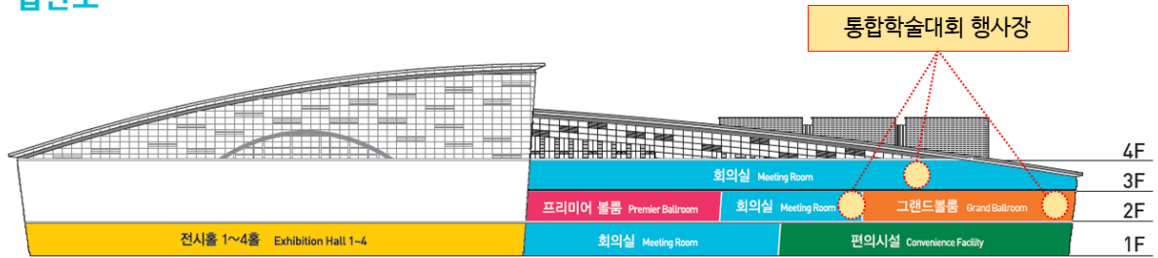 통합학술대회 행사장
4F
회의실 Meeting Room
3F
프리미어 볼룸 Premier Ballroom
회의실 Meeting Room
그랜드볼룸 Grand Ballroom
2F
전시홀 1~4홀 Exhibition Hall 1~4
회의실 Meeting Room
편의시설 Convenience Facility
1F